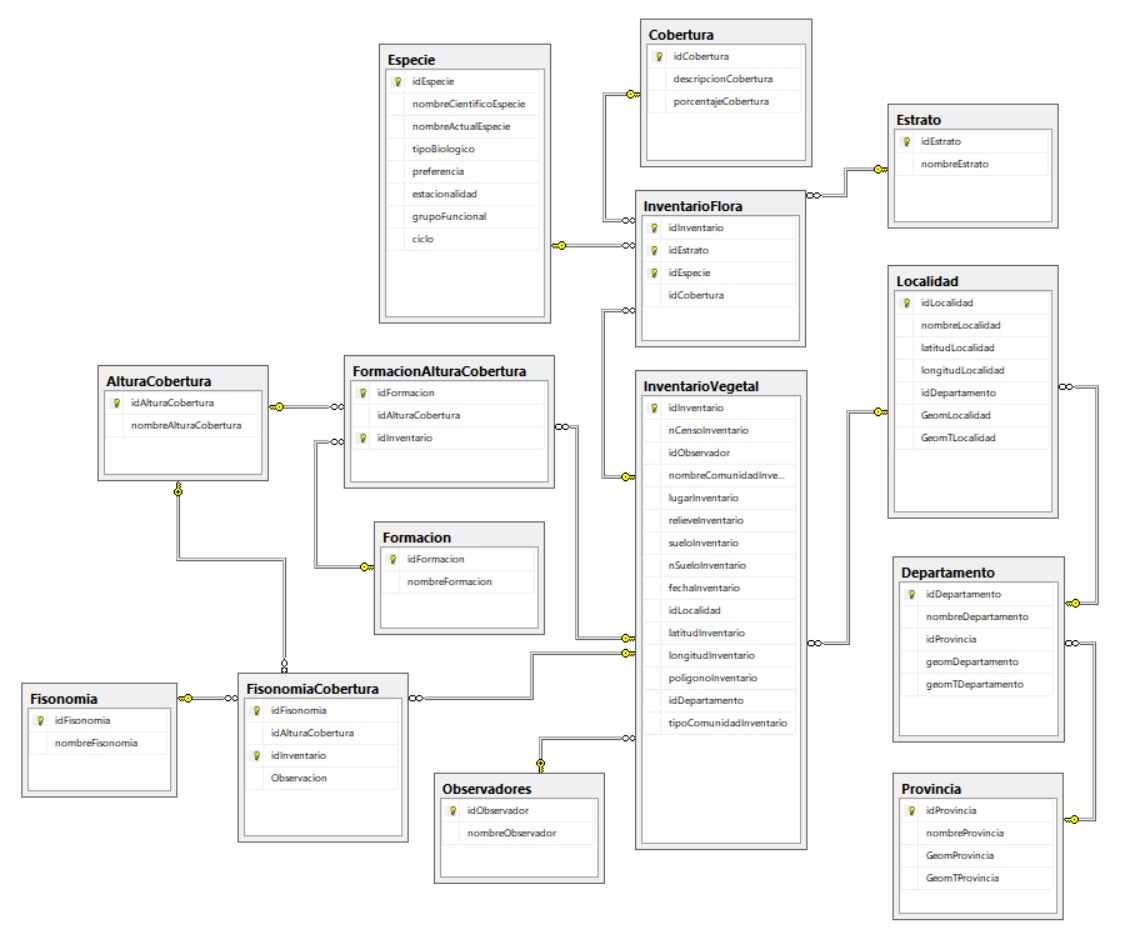 Cobertura
idCobertura
descripcionCobertura
porcentajeCobertura
Especie
idEspecie
nombreCientificoEspecie
nombreActualEspecie
tipoBiologico
preferencia
estacionalidad
grupoFuncional
ciclo
Estrato
idEstrato
nombreEstrato
InventarioFlora
idInventario
idEstrato
idEspecie
idCobertura
Localidad
idLocalidad
nombreLocalidad
latitudLocalidad
longitudLocalidad
idDepartamento
GeomLocalidad
GeomTLocalidad
AlturaCobertura
idAlturaCobertura
nombreAlturaCobertura
FormacionAlturaCobertura
idFormacion
idAlturaCobertura
idInventario
InventarioVegetal
idInventario
nCensoInventario
idObservador
nombreComunidadInve...
lugarInventario
relieveInventario
sueloInventario
nSueloInventario
fechaInventario
idLocalidad
latitudInventario
longitudInventario
poligonoInventario
idDepartamento
tipoComunidadInventario
Formacion
idFormacion
nombreFormacion
Departamento
idDepartamento
nombreDepartamento
idProvincia
geomDepartamento
geomTDepartamento
Fisonomia
idFisonomia
nombreFisonomia
FisonomiaCobertura
idFisonomia
idAlturaCobertura
idInventario
Observacion
Observadores
idObservador
nombreObservador
Provincia
idProvincia
nombreProvincia
GeomProvincia
GeomTProvincia